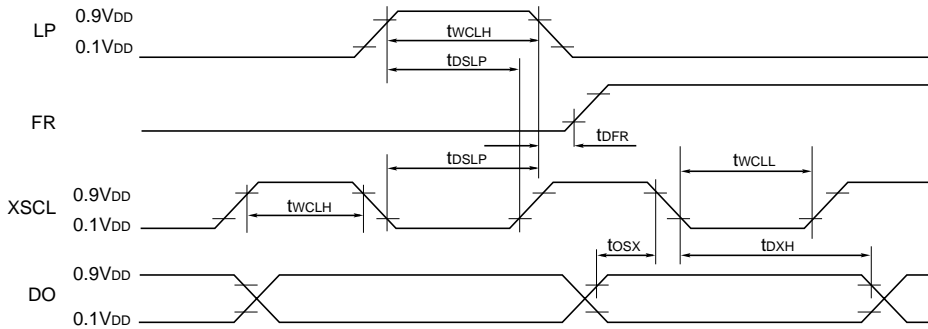 LP
0.9VDD
0.1VDD
tWCLH
tDSLP
FR
tDFR
tDSLP
tWCLL
XSCL
0.9VDD
0.1VDD
tWCLH
tOSX
tDXH
DO
0.9VDD
0.1VDD